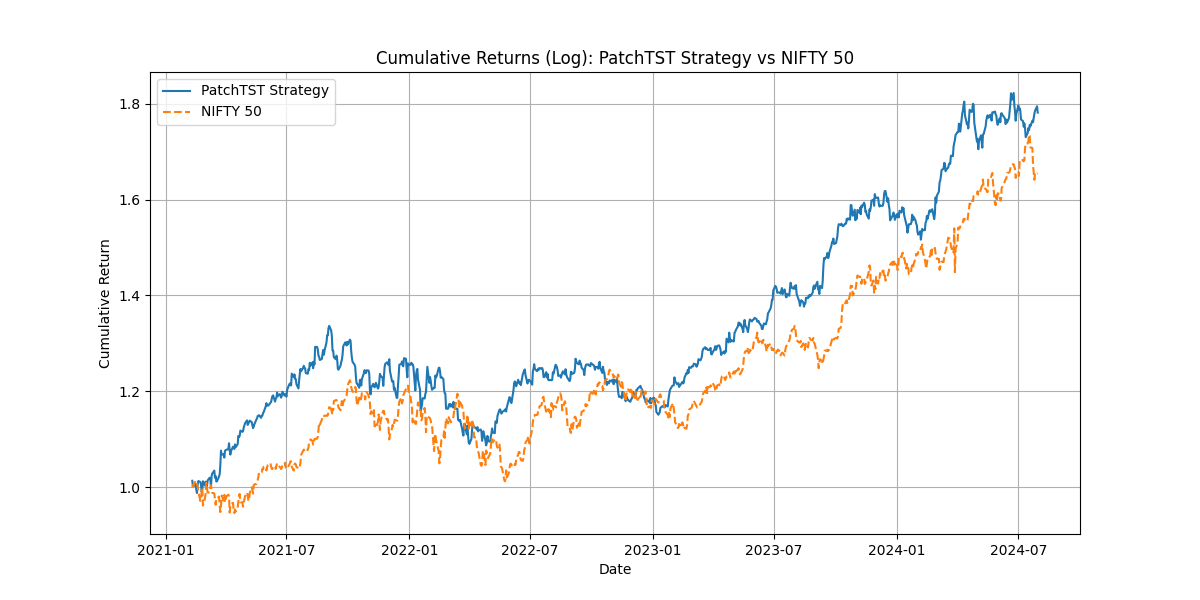 Cumulative Returns (Log): PatchTST Strategy vs NIFTY 50
PatchTST Strategy
NIFTY 50
Cumulative Return
1.8
1.6
1.4
1.2
1.0
2021-01 2021-07 2022-01 2022-07 2023-01 2023-07 2024-01 2024-07
Date